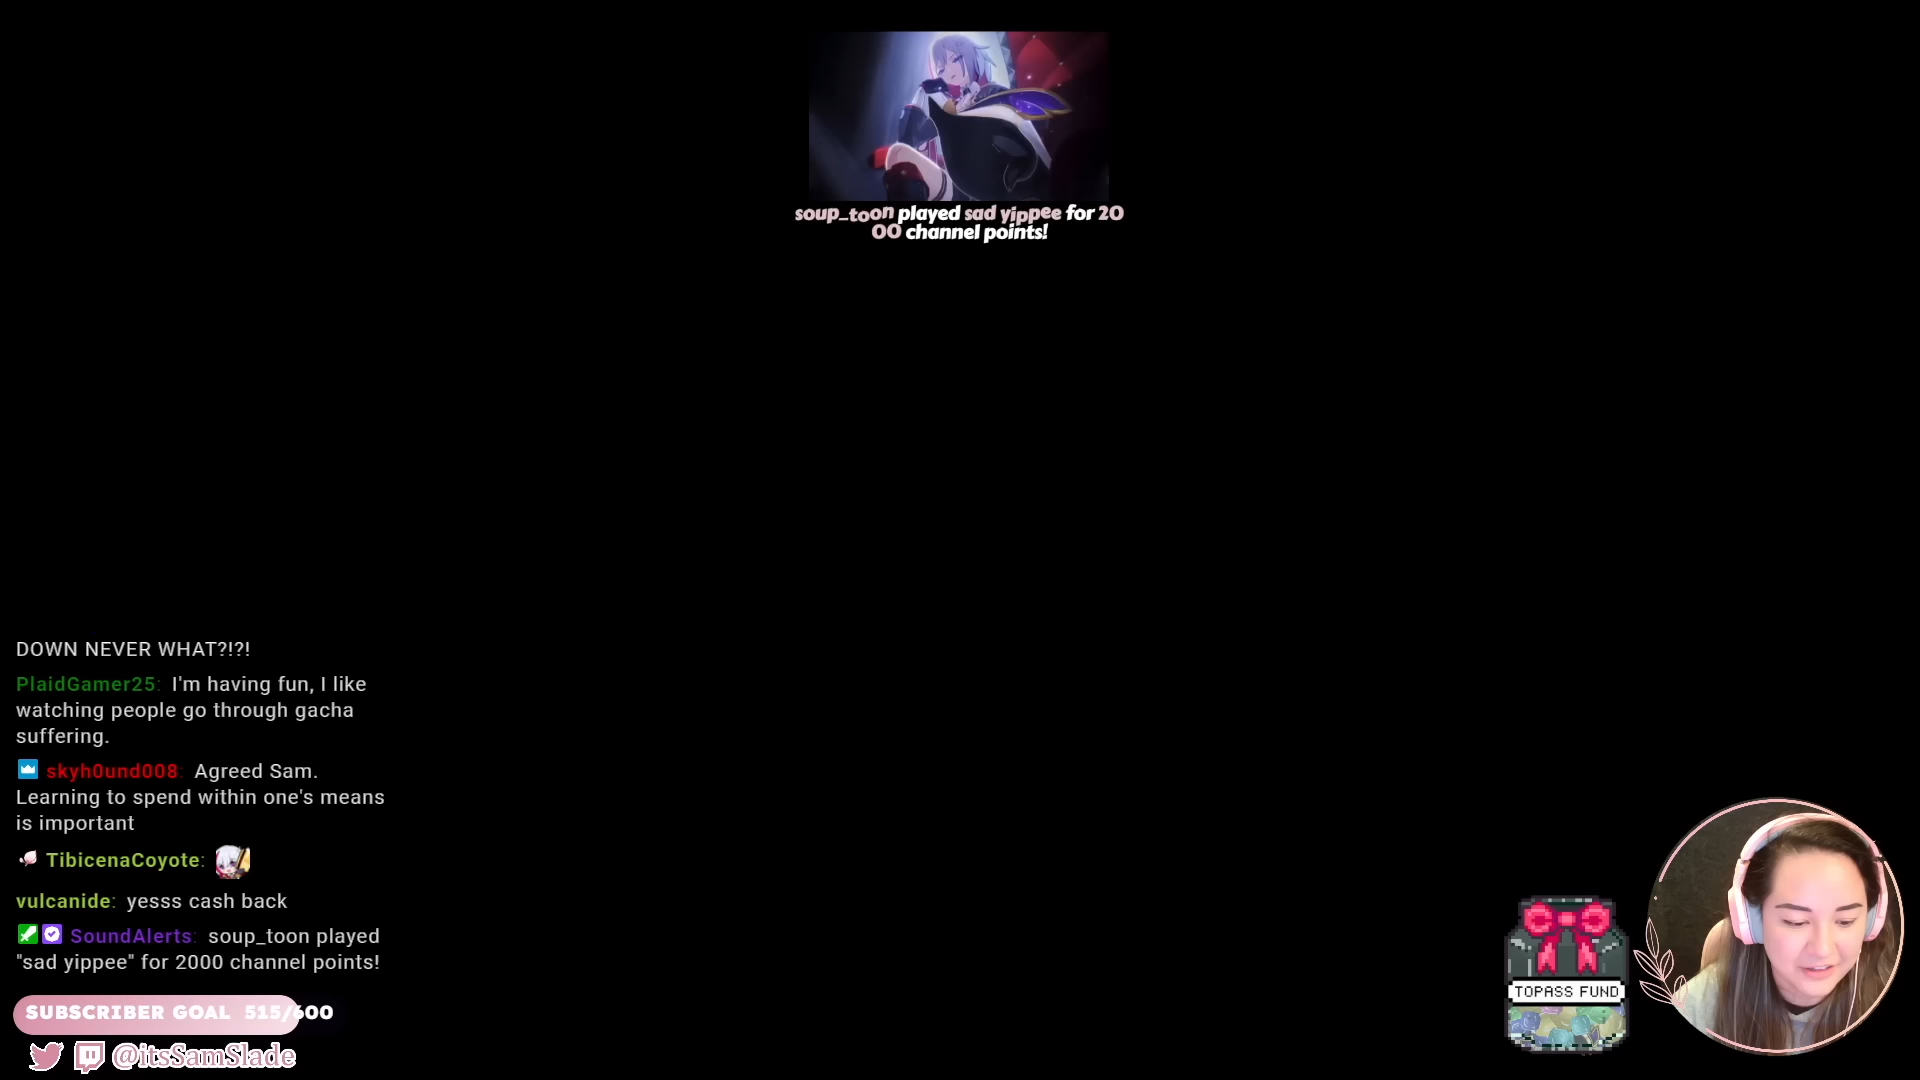 soup_toon played sad yippee for 20
00 channel points!
DOWN NEVER WHAT?!?!
PlaidGamer25: I'm having fun, I like
watching people go through gacha
suffering.
skyh0und008: Agreed Sam.
Learning to spend within one's means
is important
TibicenaCoyote:
vulcanide: yesss cash back
SoundAlerts: soup_toon played
"sad yippee" for 2000 channel points!
SUBSCRIBER GOAL 515/600
@itsSamSlade
TOPASS FUND